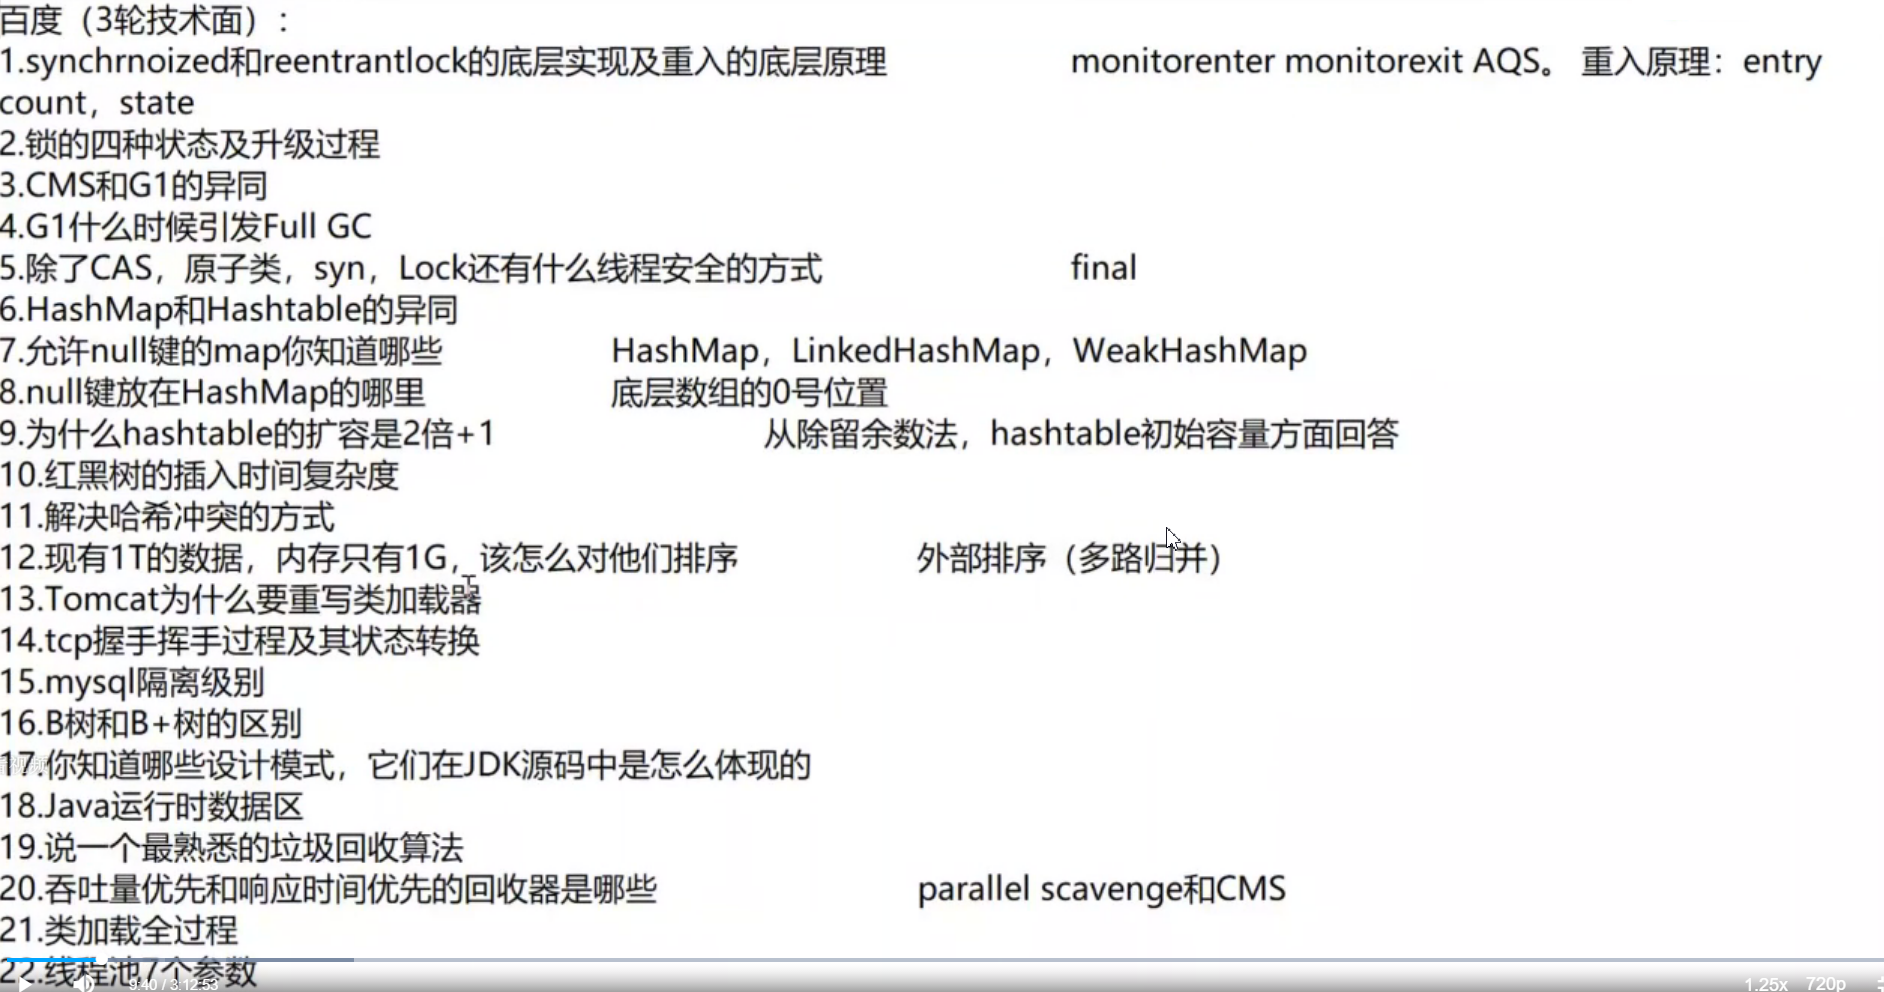 百度（3轮技术面）：
1.synchrnoized和reentrantlock的底层实现及重入的底层原理 monitorenter monitorexit AQS。 重入原理：entry
count，state
2.锁的四种状态及升级过程
3.CMS和G1的异同
4.G1什么时候引发Full GC
5.除了CAS，原子类，syn，Lock还有什么线程安全的方式 final
6.HashMap和Hashtable的异同
7.允许null键的map你知道哪些 HashMap，LinkedHashMap，WeakHashMap
8.null键放在HashMap的哪里 底层数组的0号位置
9.为什么hashtable的扩容是2倍+1 从除留余数法，hashtable初始容量方面回答
10.红黑树的插入时间复杂度
11.解决哈希冲突的方式
12.现有1T的数据，内存只有1G，该怎么对他们排序 外部排序（多路归并）
13.Tomcat为什么要重写类加载器
14.tcp握手挥手过程及其状态转换
15.mysql隔离级别
16.B树和B+树的区别
17.你知道哪些设计模式，它们在JDK源码中是怎么体现的
18.Java运行时数据区
19.说一个最熟悉的垃圾回收算法
20.吞吐量优先和响应时间优先的回收器是哪些 parallel scavenge和CMS
21.类加载全过程
22.线程池7个参数
9:40 / 3:12:53 1.25x 720p